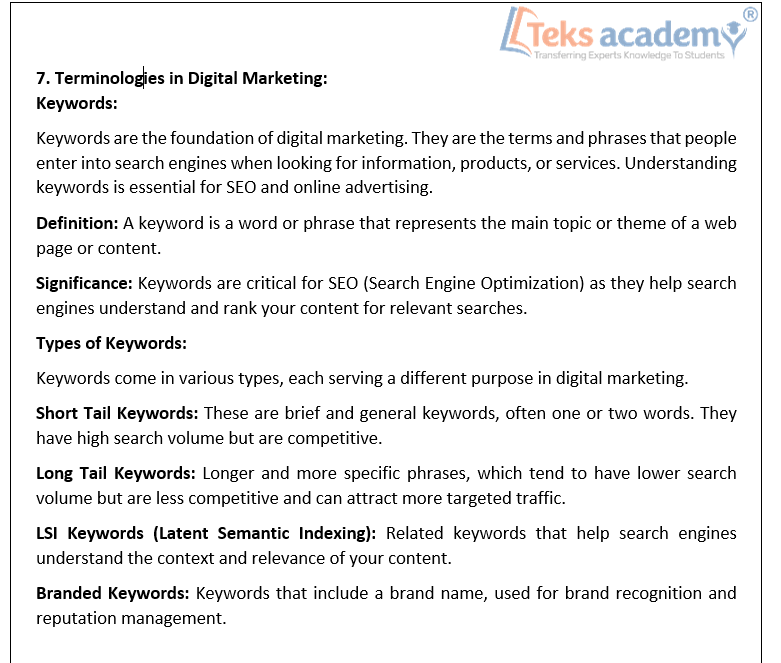 Teks academy®
Transferring Experts Knowledge To Students
7. Terminologies in Digital Marketing:
Keywords:
Keywords are the foundation of digital marketing. They are the terms and phrases that people
enter into search engines when looking for information, products, or services. Understanding
keywords is essential for SEO and online advertising.
Definition: A keyword is a word or phrase that represents the main topic or theme of a web
page or content.
Significance: Keywords are critical for SEO (Search Engine Optimization) as they help search
engines understand and rank your content for relevant searches.
Types of Keywords:
Keywords come in various types, each serving a different purpose in digital marketing.
Short Tail Keywords: These are brief and general keywords, often one or two words. They
have high search volume but are competitive.
Long Tail Keywords: Longer and more specific phrases, which tend to have lower search
volume but are less competitive and can attract more targeted traffic.
LSI Keywords (Latent Semantic Indexing): Related keywords that help search engines
understand the context and relevance of your content.
Branded Keywords: Keywords that include a brand name, used for brand recognition and
reputation management.